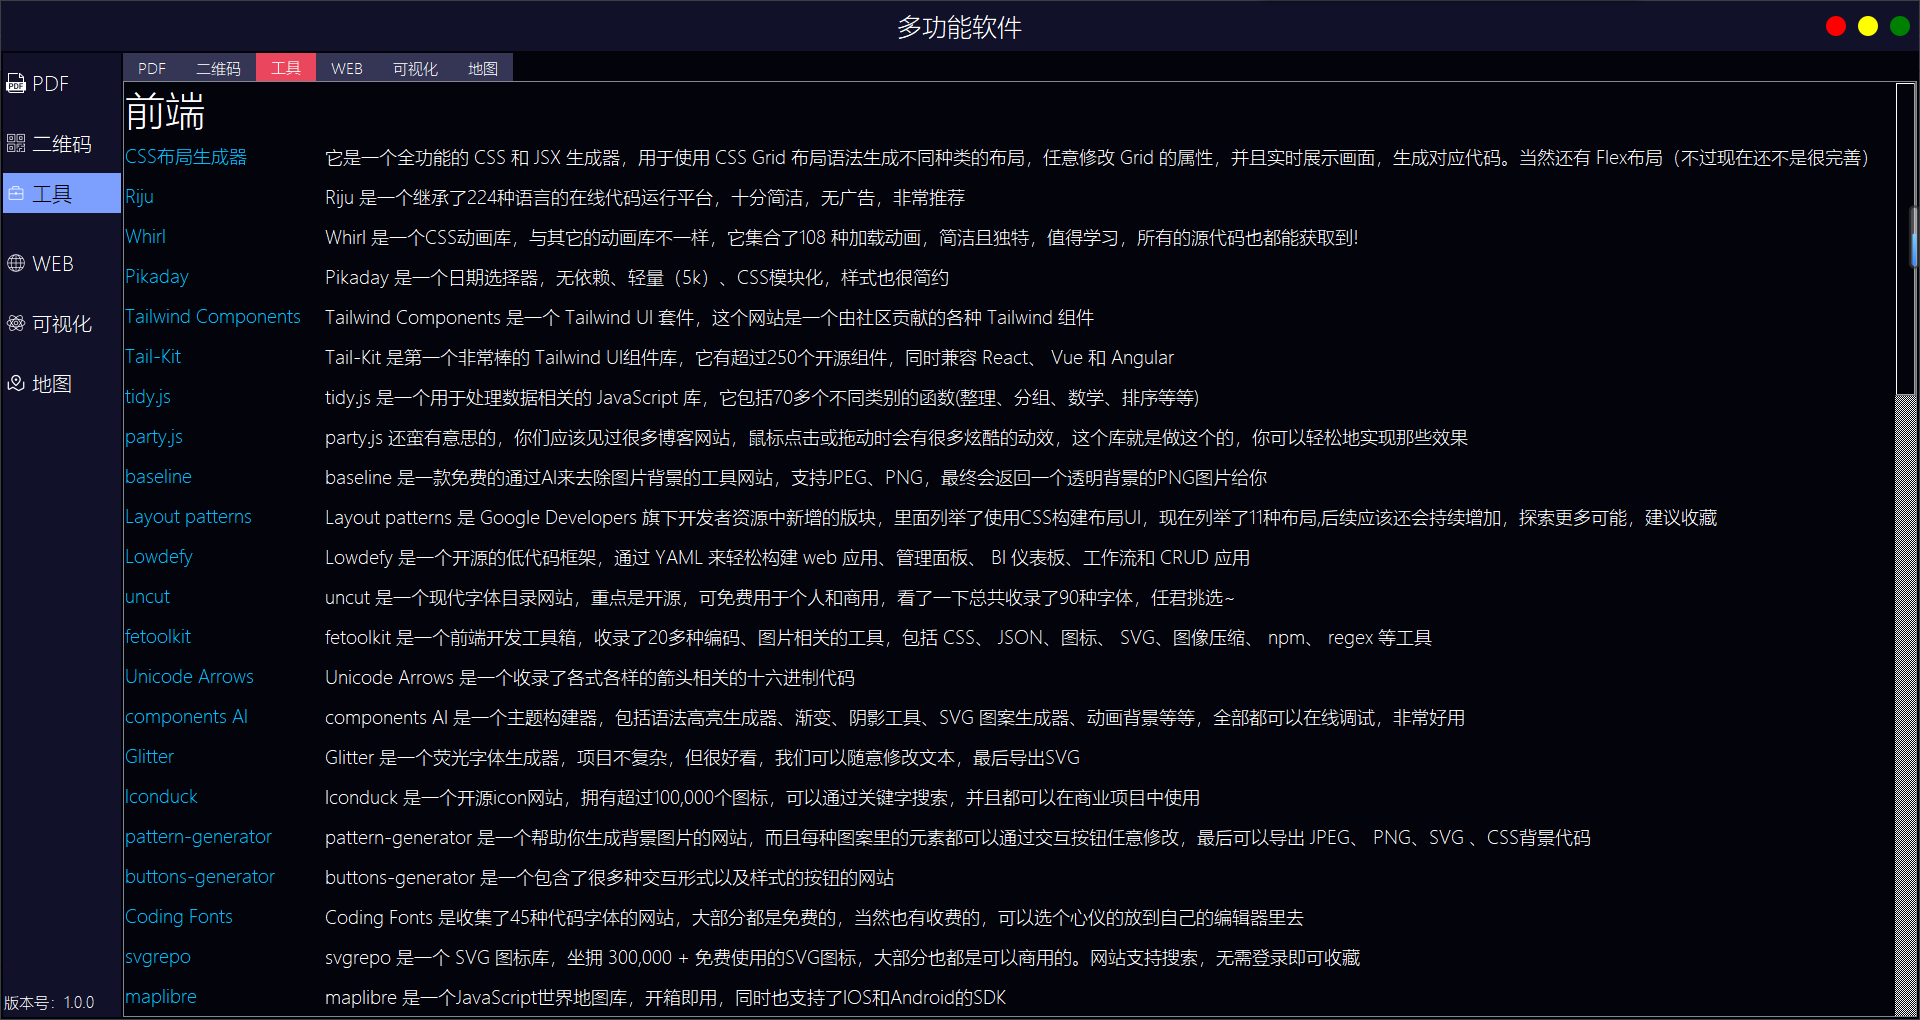 多功能软件
PDF
二维码
工具
WEB
可视化
地图
版本号：1.0.0
PDF 二维码 工具 WEB 可视化 地图
前端
CSS布局生成器 它是一个全功能的 CSS 和 JSX 生成器，用于使用 CSS Grid 布局语法生成不同种类的布局，任意修改 Grid 的属性，并且实时展示画面，生成对应代码。当然还有 Flex布局（不过现在还不是很完善）
Riju Riju 是一个继承了224种语言的在线代码运行平台，十分简洁，无广告，非常推荐
Whirl Whirl 是一个CSS动画库，与其它的动画库不一样，它集合了108 种加载动画，简洁且独特，值得学习，所有的源代码也都能获取到!
Pikaday Pikaday 是一个日期选择器，无依赖、轻量（5k）、CSS模块化，样式也很简约
Tailwind Components Tailwind Components 是一个 Tailwind UI 套件，这个网站是一个由社区贡献的各种 Tailwind 组件
Tail-Kit Tail-Kit 是第一个非常棒的 Tailwind UI组件库，它有超过250个开源组件，同时兼容 React、 Vue 和 Angular
tidy.js tidy.js 是一个用于处理数据相关的 JavaScript 库，它包括70多个不同类别的函数(整理、分组、数学、排序等等)
party.js party.js 还蛮有意思的，你们应该见过很多博客网站，鼠标点击或拖动时会有很多炫酷的动效，这个库就是做这个的，你可以轻松地实现那些效果
baseline baseline 是一款免费的通过AI来去除图片背景的工具网站，支持JPEG、PNG，最终会返回一个透明背景的PNG图片给你
Layout patterns Layout patterns 是 Google Developers 旗下开发者资源中新增的版块，里面列举了使用CSS构建布局UI，现在列举了11种布局,后续应该还会持续增加，探索更多可能，建议收藏
Lowdefy Lowdefy 是一个开源的低代码框架，通过 YAML 来轻松构建 web 应用、管理面板、 BI 仪表板、工作流和 CRUD 应用
uncut uncut 是一个现代字体目录网站，重点是开源，可免费用于个人和商用，看了一下总共收录了90种字体，任君挑选~
fetoolkit fetoolkit 是一个前端开发工具箱，收录了20多种编码、图片相关的工具，包括 CSS、 JSON、图标、 SVG、图像压缩、 npm、 regex 等工具
Unicode Arrows Unicode Arrows 是一个收录了各式各样的箭头相关的十六进制代码
components AI components AI 是一个主题构建器，包括语法高亮生成器、渐变、阴影工具、SVG 图案生成器、动画背景等等，全部都可以在线调试，非常好用
Glitter Glitter 是一个荧光字体生成器，项目不复杂，但很好看，我们可以随意修改文本，最后导出SVG
Iconduck Iconduck 是一个开源icon网站，拥有超过100,000个图标，可以通过关键字搜索，并且都可以在商业项目中使用
pattern-generator pattern-generator 是一个帮助你生成背景图片的网站，而且每种图案里的元素都可以通过交互按钮任意修改，最后可以导出 JPEG、 PNG、SVG 、CSS背景代码
buttons-generator buttons-generator 是一个包含了很多种交互形式以及样式的按钮的网站
Coding Fonts Coding Fonts 是收集了45种代码字体的网站，大部分都是免费的，当然也有收费的，可以选个心仪的放到自己的编辑器里去
svgrepo svgrepo 是一个 SVG 图标库，坐拥 300,000 + 免费使用的SVG图标，大部分也都是可以商用的。网站支持搜索，无需登录即可收藏
maplibre maplibre 是一个JavaScript世界地图库，开箱即用，同时也支持了IOS和Android的SDK